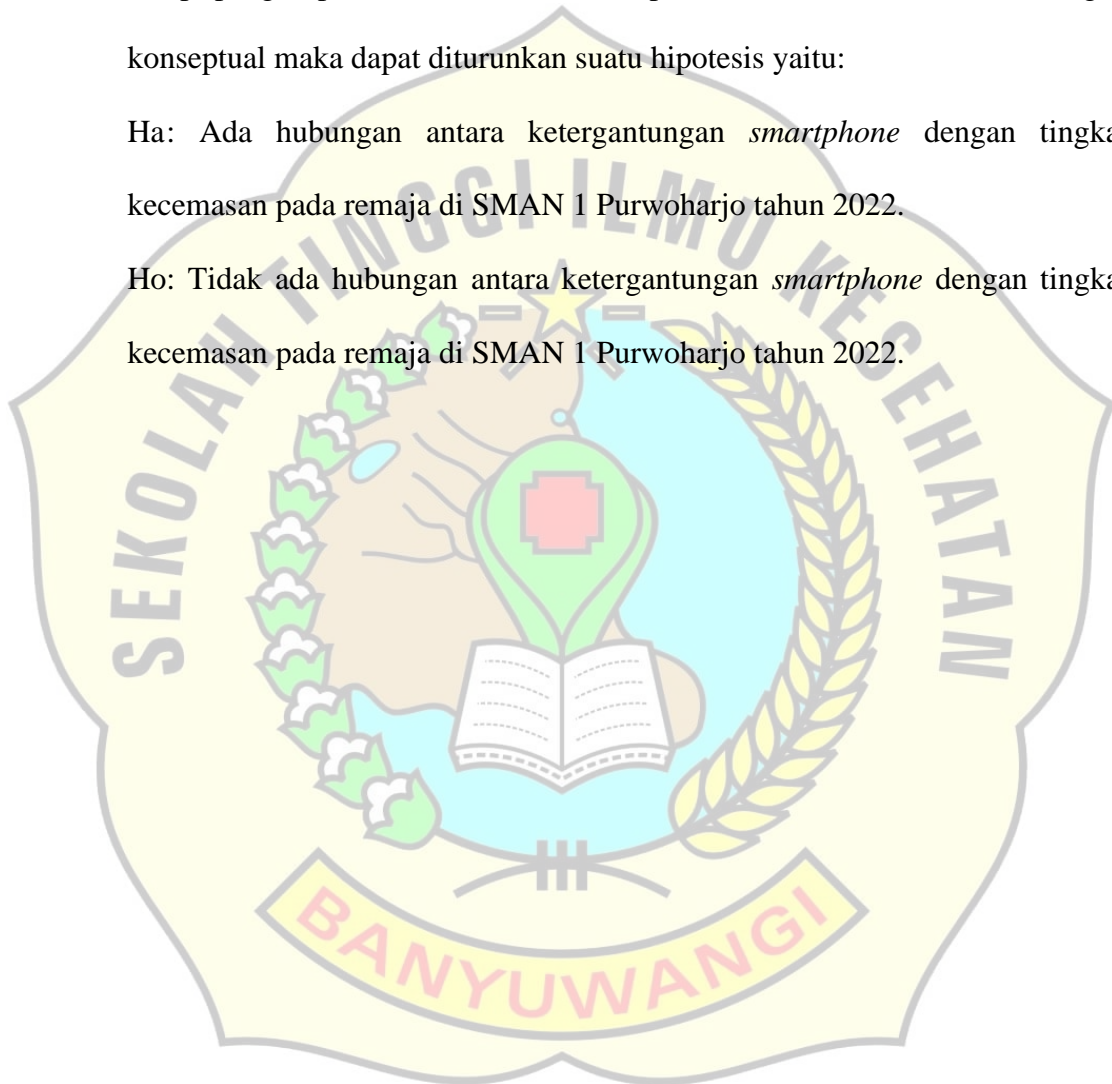 konseptual maka dapat diturunkan suatu hipotesis yaitu:
Ha: Ada hubungan antara ketergantungan smartphone dengan tingka
kecemasan pada remaja di SMAN 1 Purwoharjo tahun 2022.
Ho: Tidak ada hubungan antara ketergantungan smartphone dengan tingka
kecemasan pada remaja di SMAN 1 Purwoharjo tahun 2022.
SEKOLAH TINGGI ILMU KESEHATAN
BANYUWANGI